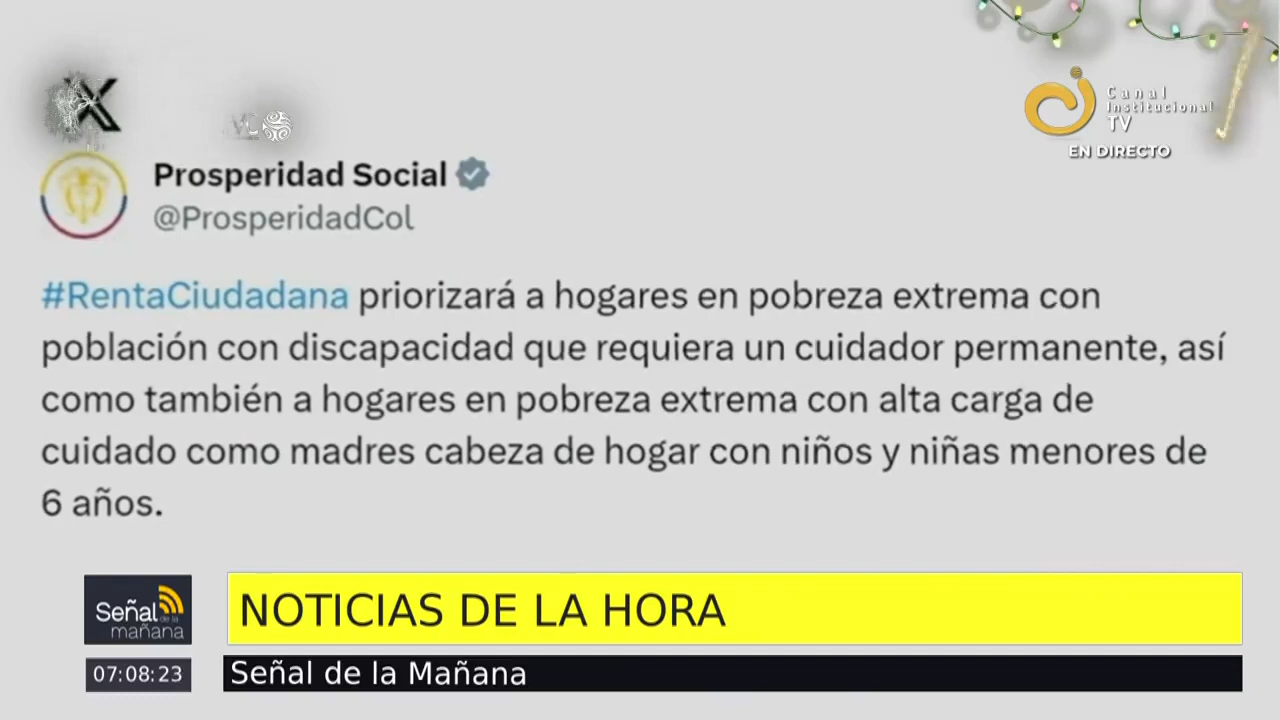 Canal
Institucional
TV
EN DIRECTO
Prosperidad Social
@ProsperidadCol
#RentaCiudadana priorizará a hogares en pobreza extrema con
población con discapacidad que requiera un cuidador permanente, así
como también a hogares en pobreza extrema con alta carga de
cuidado como madres cabeza de hogar con niños y niñas menores de
6 años.
Señal de la
mañana
NOTICIAS DE LA HORA
07:08:23
Señal de la Mañana